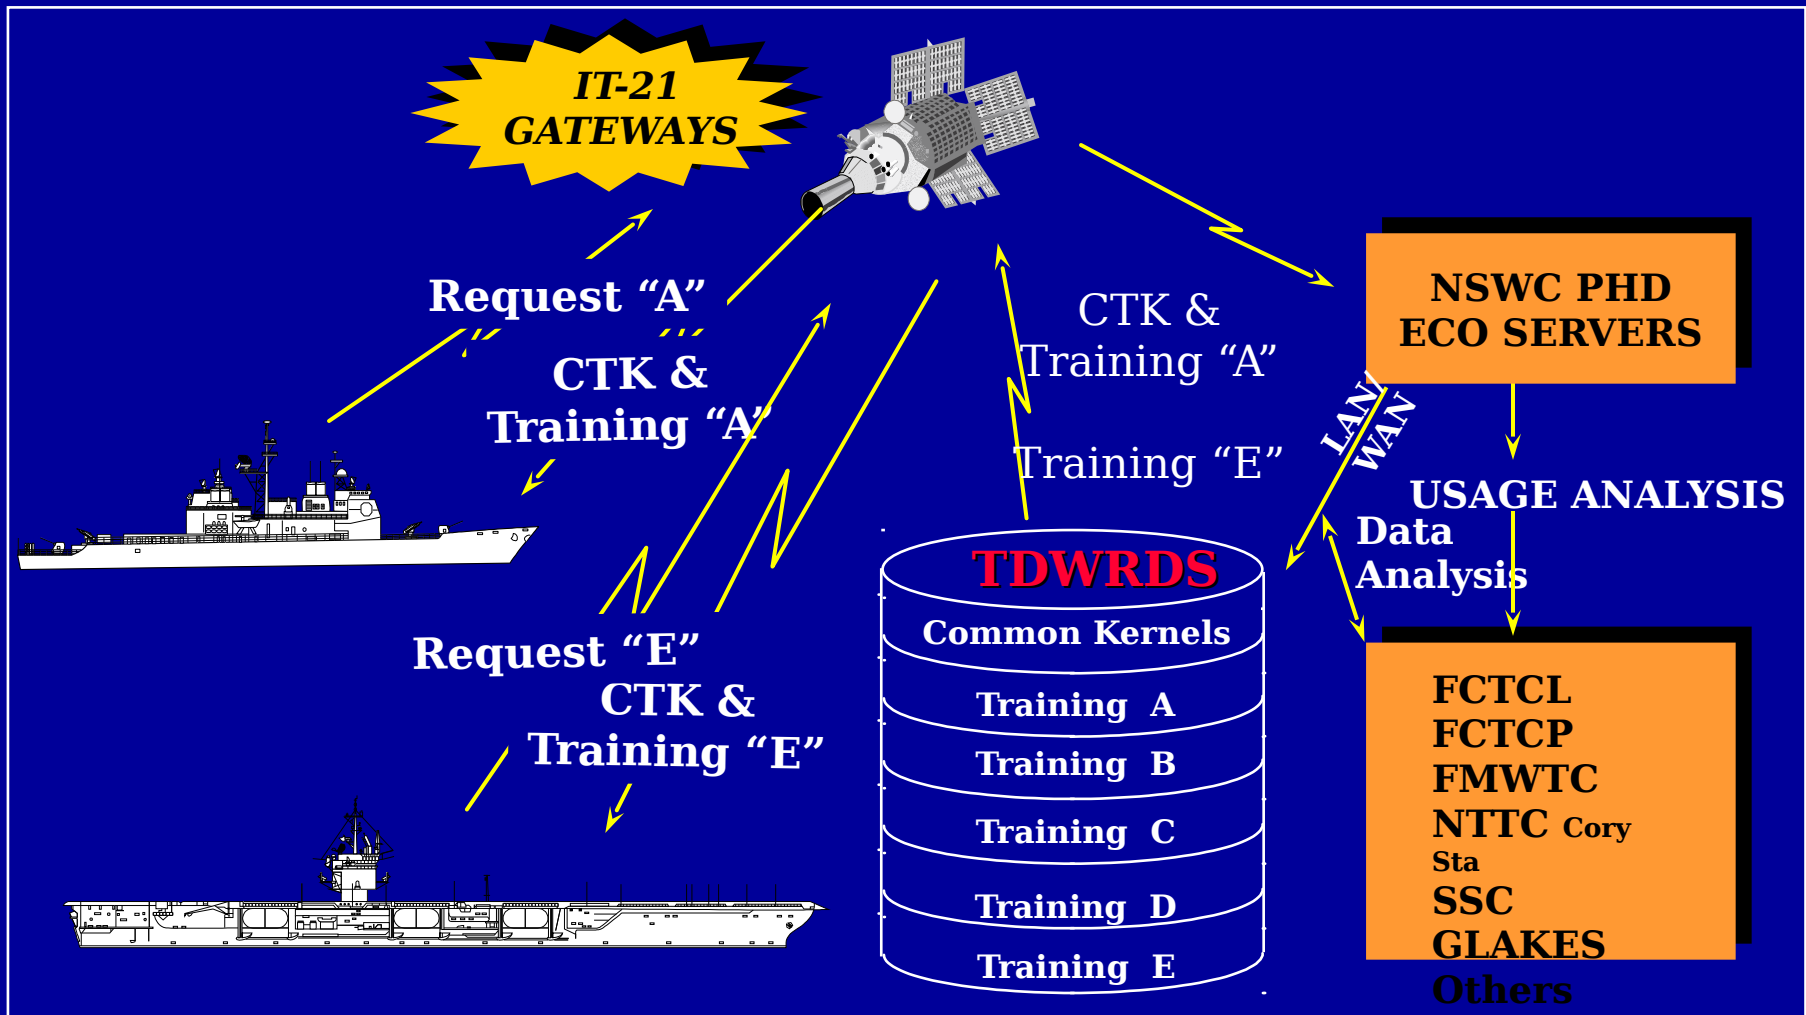 IT-21
GATEWAYS
Request “A”
CTK &
Training “A”
CTK &
Training “A”
Training “E”
NSWC PHD
ECO SERVERS
LAN/
WAN
USAGE ANALYSIS
Data
Analysis
Request “E”
CTK &
Training “E”
TDWRDS
Common Kernels
Training A
Training B
Training C
Training D
Training E
FCTCL
FCTCP
FMWTC
NTTC Cory
Sta
SSC
GLAKES
Others